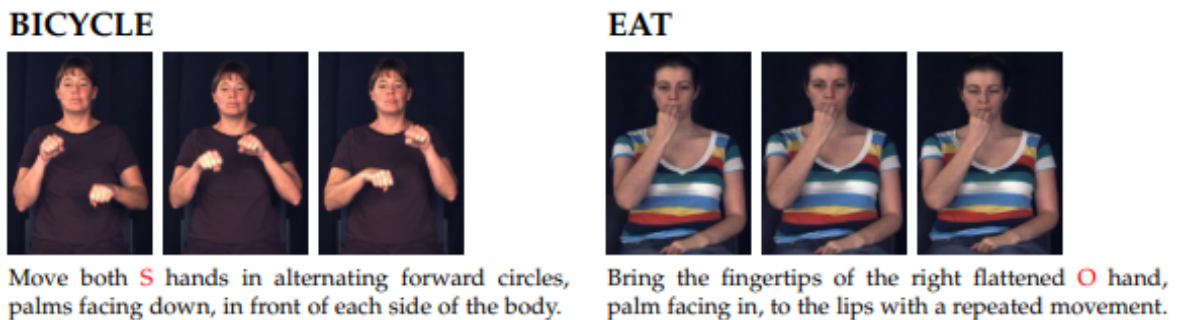 BICYCLE
Move both S hands in alternating forward circles,
palms facing down, in front of each side of the body.
EAT
Bring the fingertips of the right flattened O hand,
palm facing in, to the lips with a repeated movement.